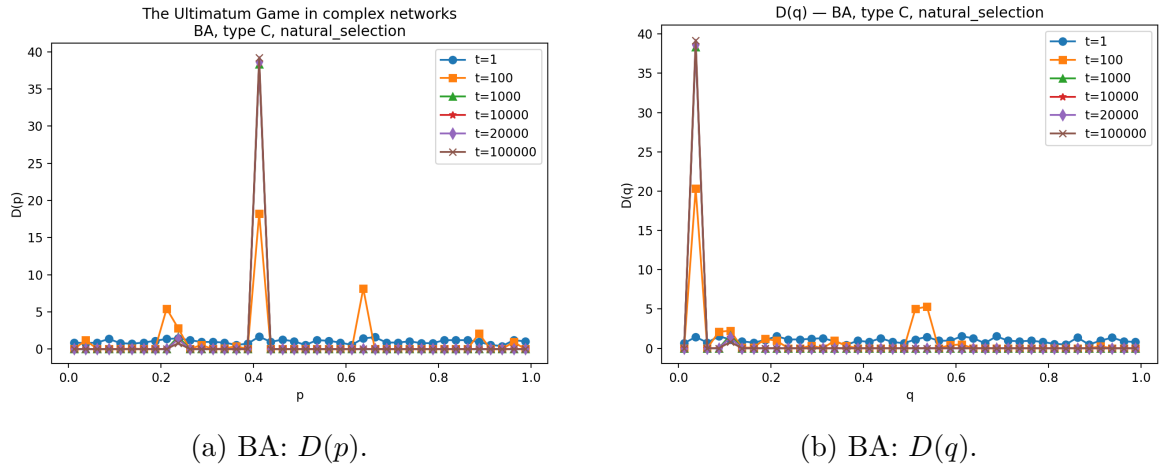 The Ultimatum Game in complex networks
BA, type C, natural_selection
D(p)
40
35
30
25
20
15
10
5
0
t=1
t=100
t=1000
t=10000
t=20000
t=100000
0.0 0.2 0.4 0.6 0.8 1.0
p
(a) BA: D(p).
D(q) — BA, type C, natural_selection
D(q)
40
35
30
25
20
15
10
5
0
t=1
t=100
t=1000
t=10000
t=20000
t=100000
0.0 0.2 0.4 0.6 0.8 1.0
q
(b) BA: D(q).